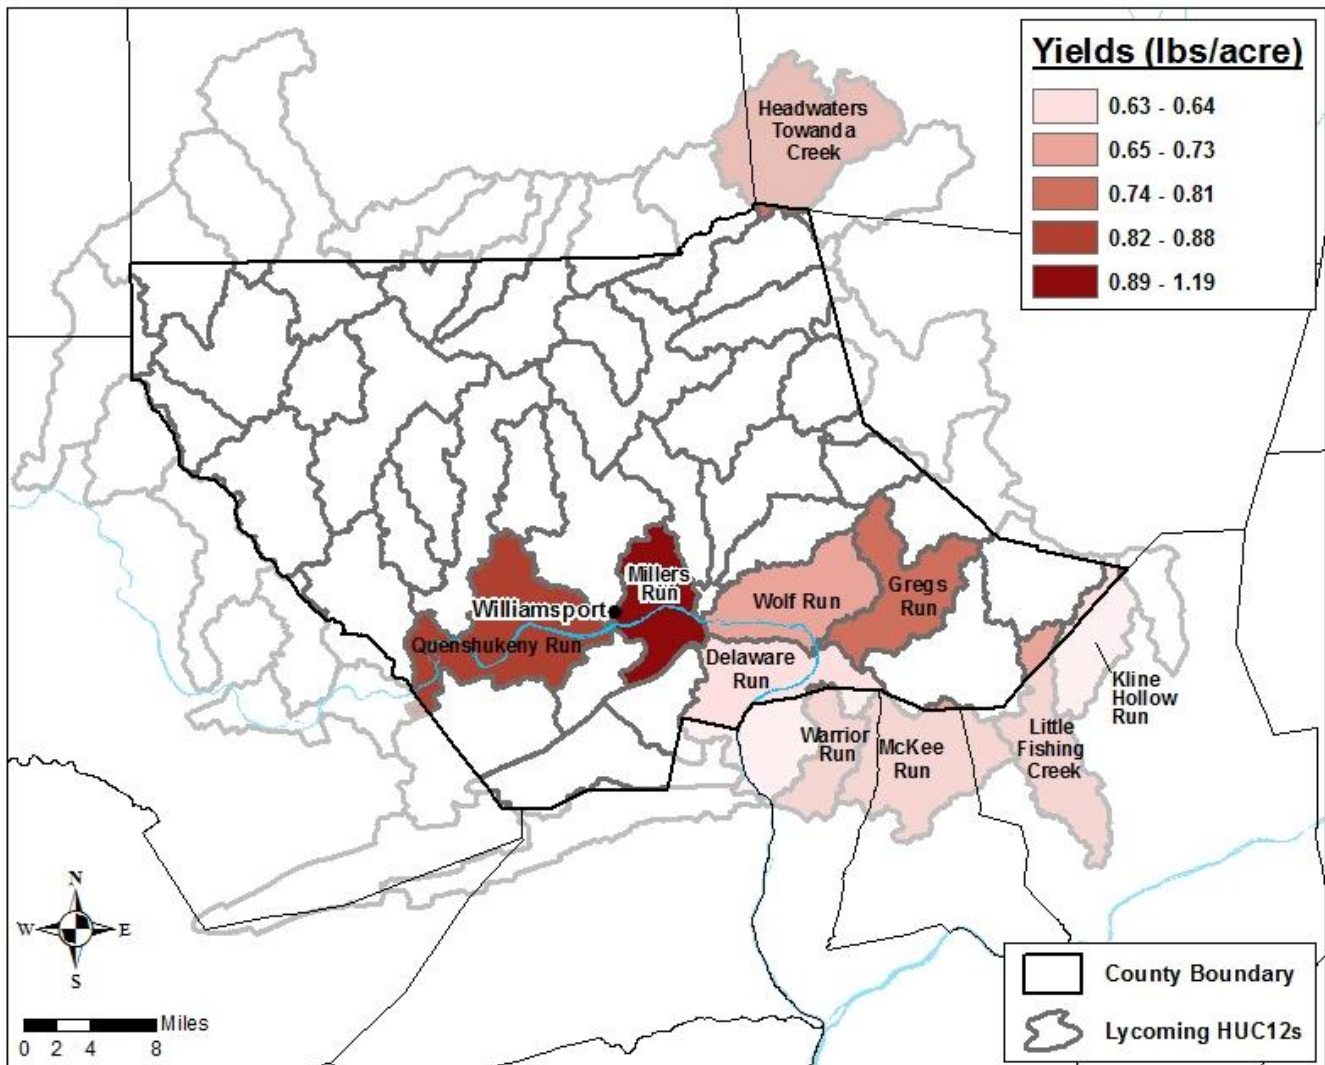 Yields (lbs/acre)
0.63 - 0.64
0.65 - 0.73
0.74 - 0.81
0.82 - 0.88
0.89 - 1.19
Headwaters
Towanda
Creek
Millers
Run
Williamsport
Quenshukeny Run
Wolf Run
Gregs
Run
Delaware
Run
Kline
Hollow
Run
Warrior
Run
McKee
Run
Little
Fishing
Creek
N
W E
S
Miles
0 2 4 8
County Boundary
Lycoming HUC12s